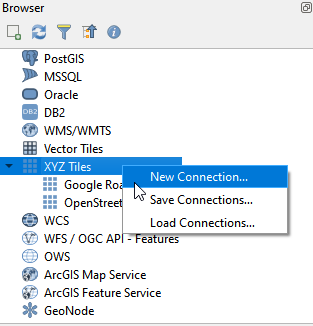 Browser
PostGIS
MSSQL
Oracle
DB2
DB2
WMS/WMTS
Vector Tiles
XYZ Tiles
New Connection...
Google Roa
Save Connections...
OpenStreet
Load Connections...
WCS
WFS / OGC API - Features
OWS
ArcGIS Map Service
ArcGIS Feature Service
GeoNode